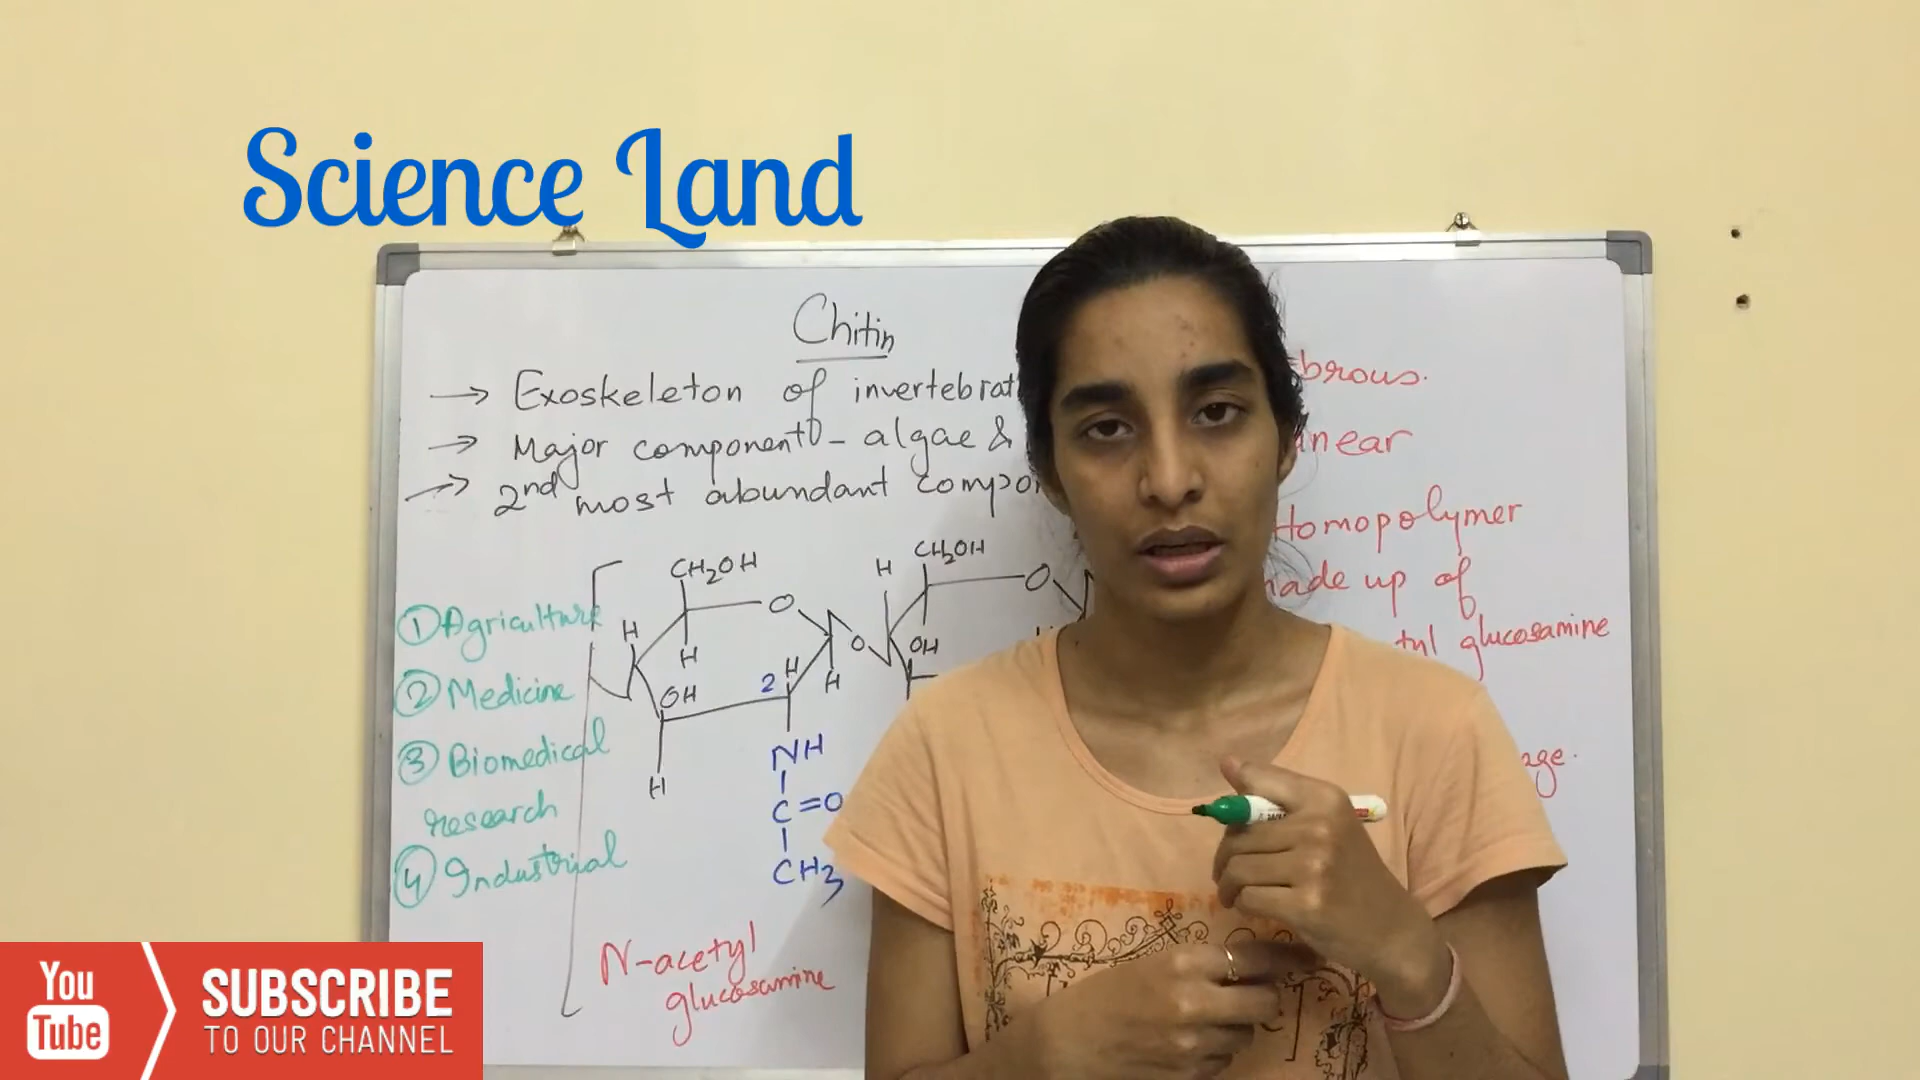 Science Land
Chitin
→ Exoskeleton of invertebrat
→ Major component - algae &
→ 2nd most abundant compo
brous.
near
Homopolymer
made up of
tyl glucosamine
age.
① Agriculture
② Medicine
③ Biomedical
research
④ Industrial
CH2OH
O
H
H
OH
H
2
H
H
O
NH
C=O
CH3
H
CH2OH
O
OH
N-acetyl
glucosamine
You
Tube
SUBSCRIBE
TO OUR CHANNEL